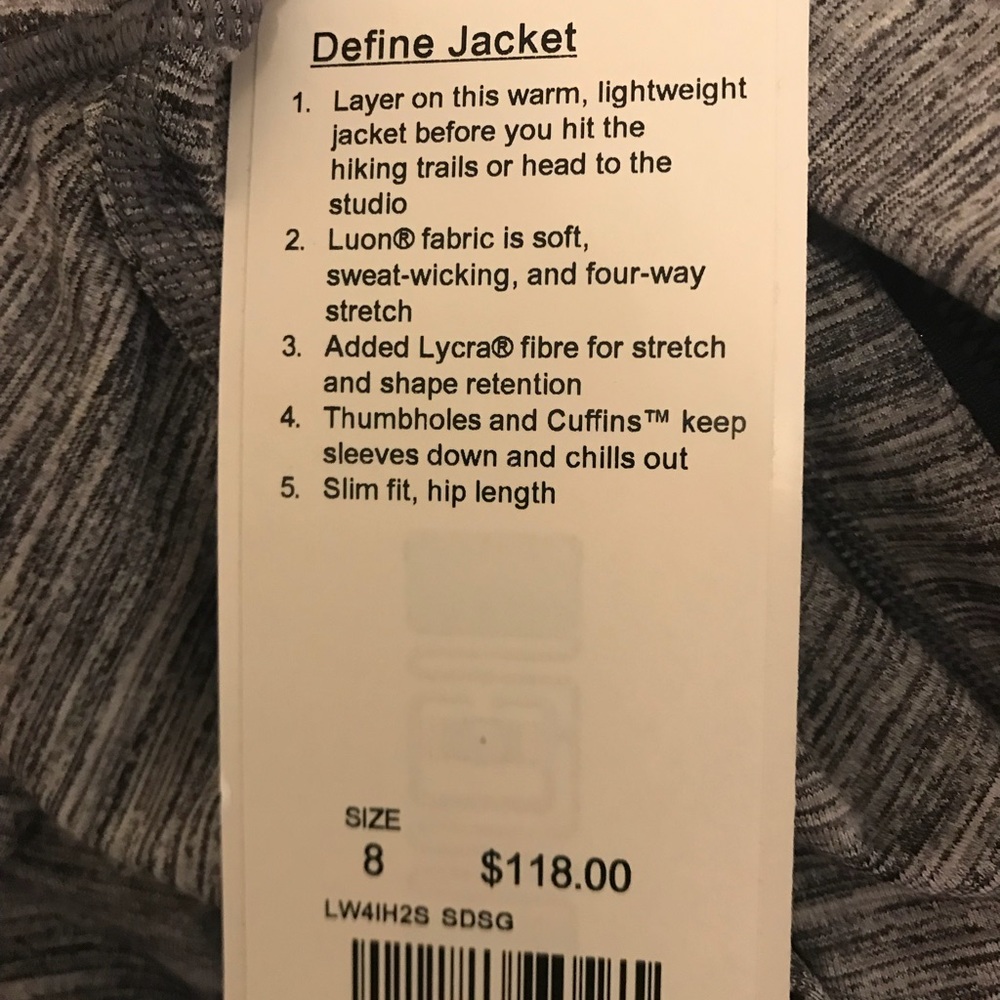 Define Jacket
1. Layer on this warm, lightweight
jacket before you hit the
hiking trails or head to the
studio
2. Luon® fabric is soft,
sweat-wicking, and four-way
stretch
3. Added Lycra® fibre for stretch
and shape retention
4. Thumbholes and Cuffins™ keep
sleeves down and chills out
5. Slim fit, hip length
SIZE
8 $118.00
LW4IH2S SDSG